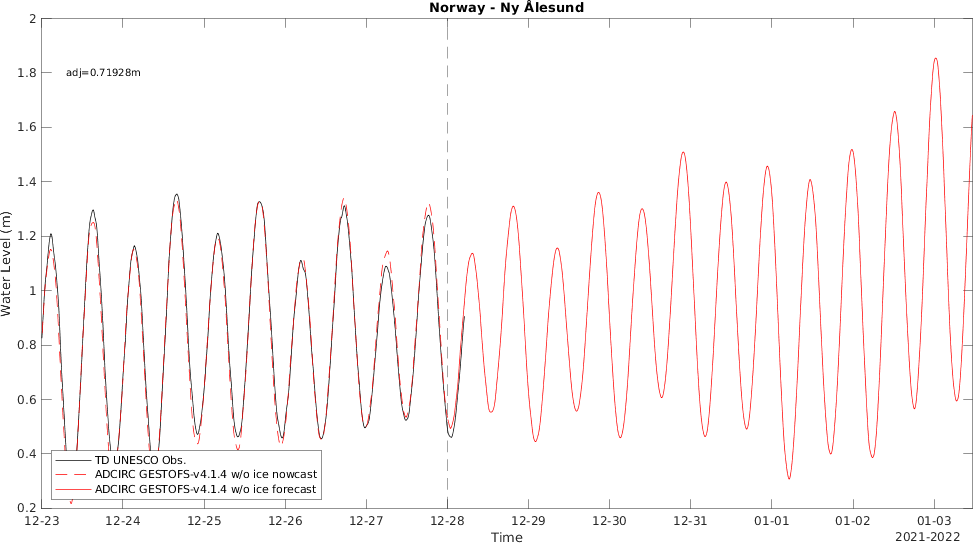 Norway - Ny Ålesund
2
1.8
1.6
1.4
1.2
1
0.8
0.6
0.4
0.2
Water Level (m)
adj=0.71928m
TD UNESCO Obs.
ADCIRC GESTOFS-v4.1.4 w/o ice nowcast
ADCIRC GESTOFS-v4.1.4 w/o ice forecast
12-23 12-24 12-25 12-26 12-27 12-28 12-29 12-30 12-31 01-01 01-02 01-03
Time
2021-2022